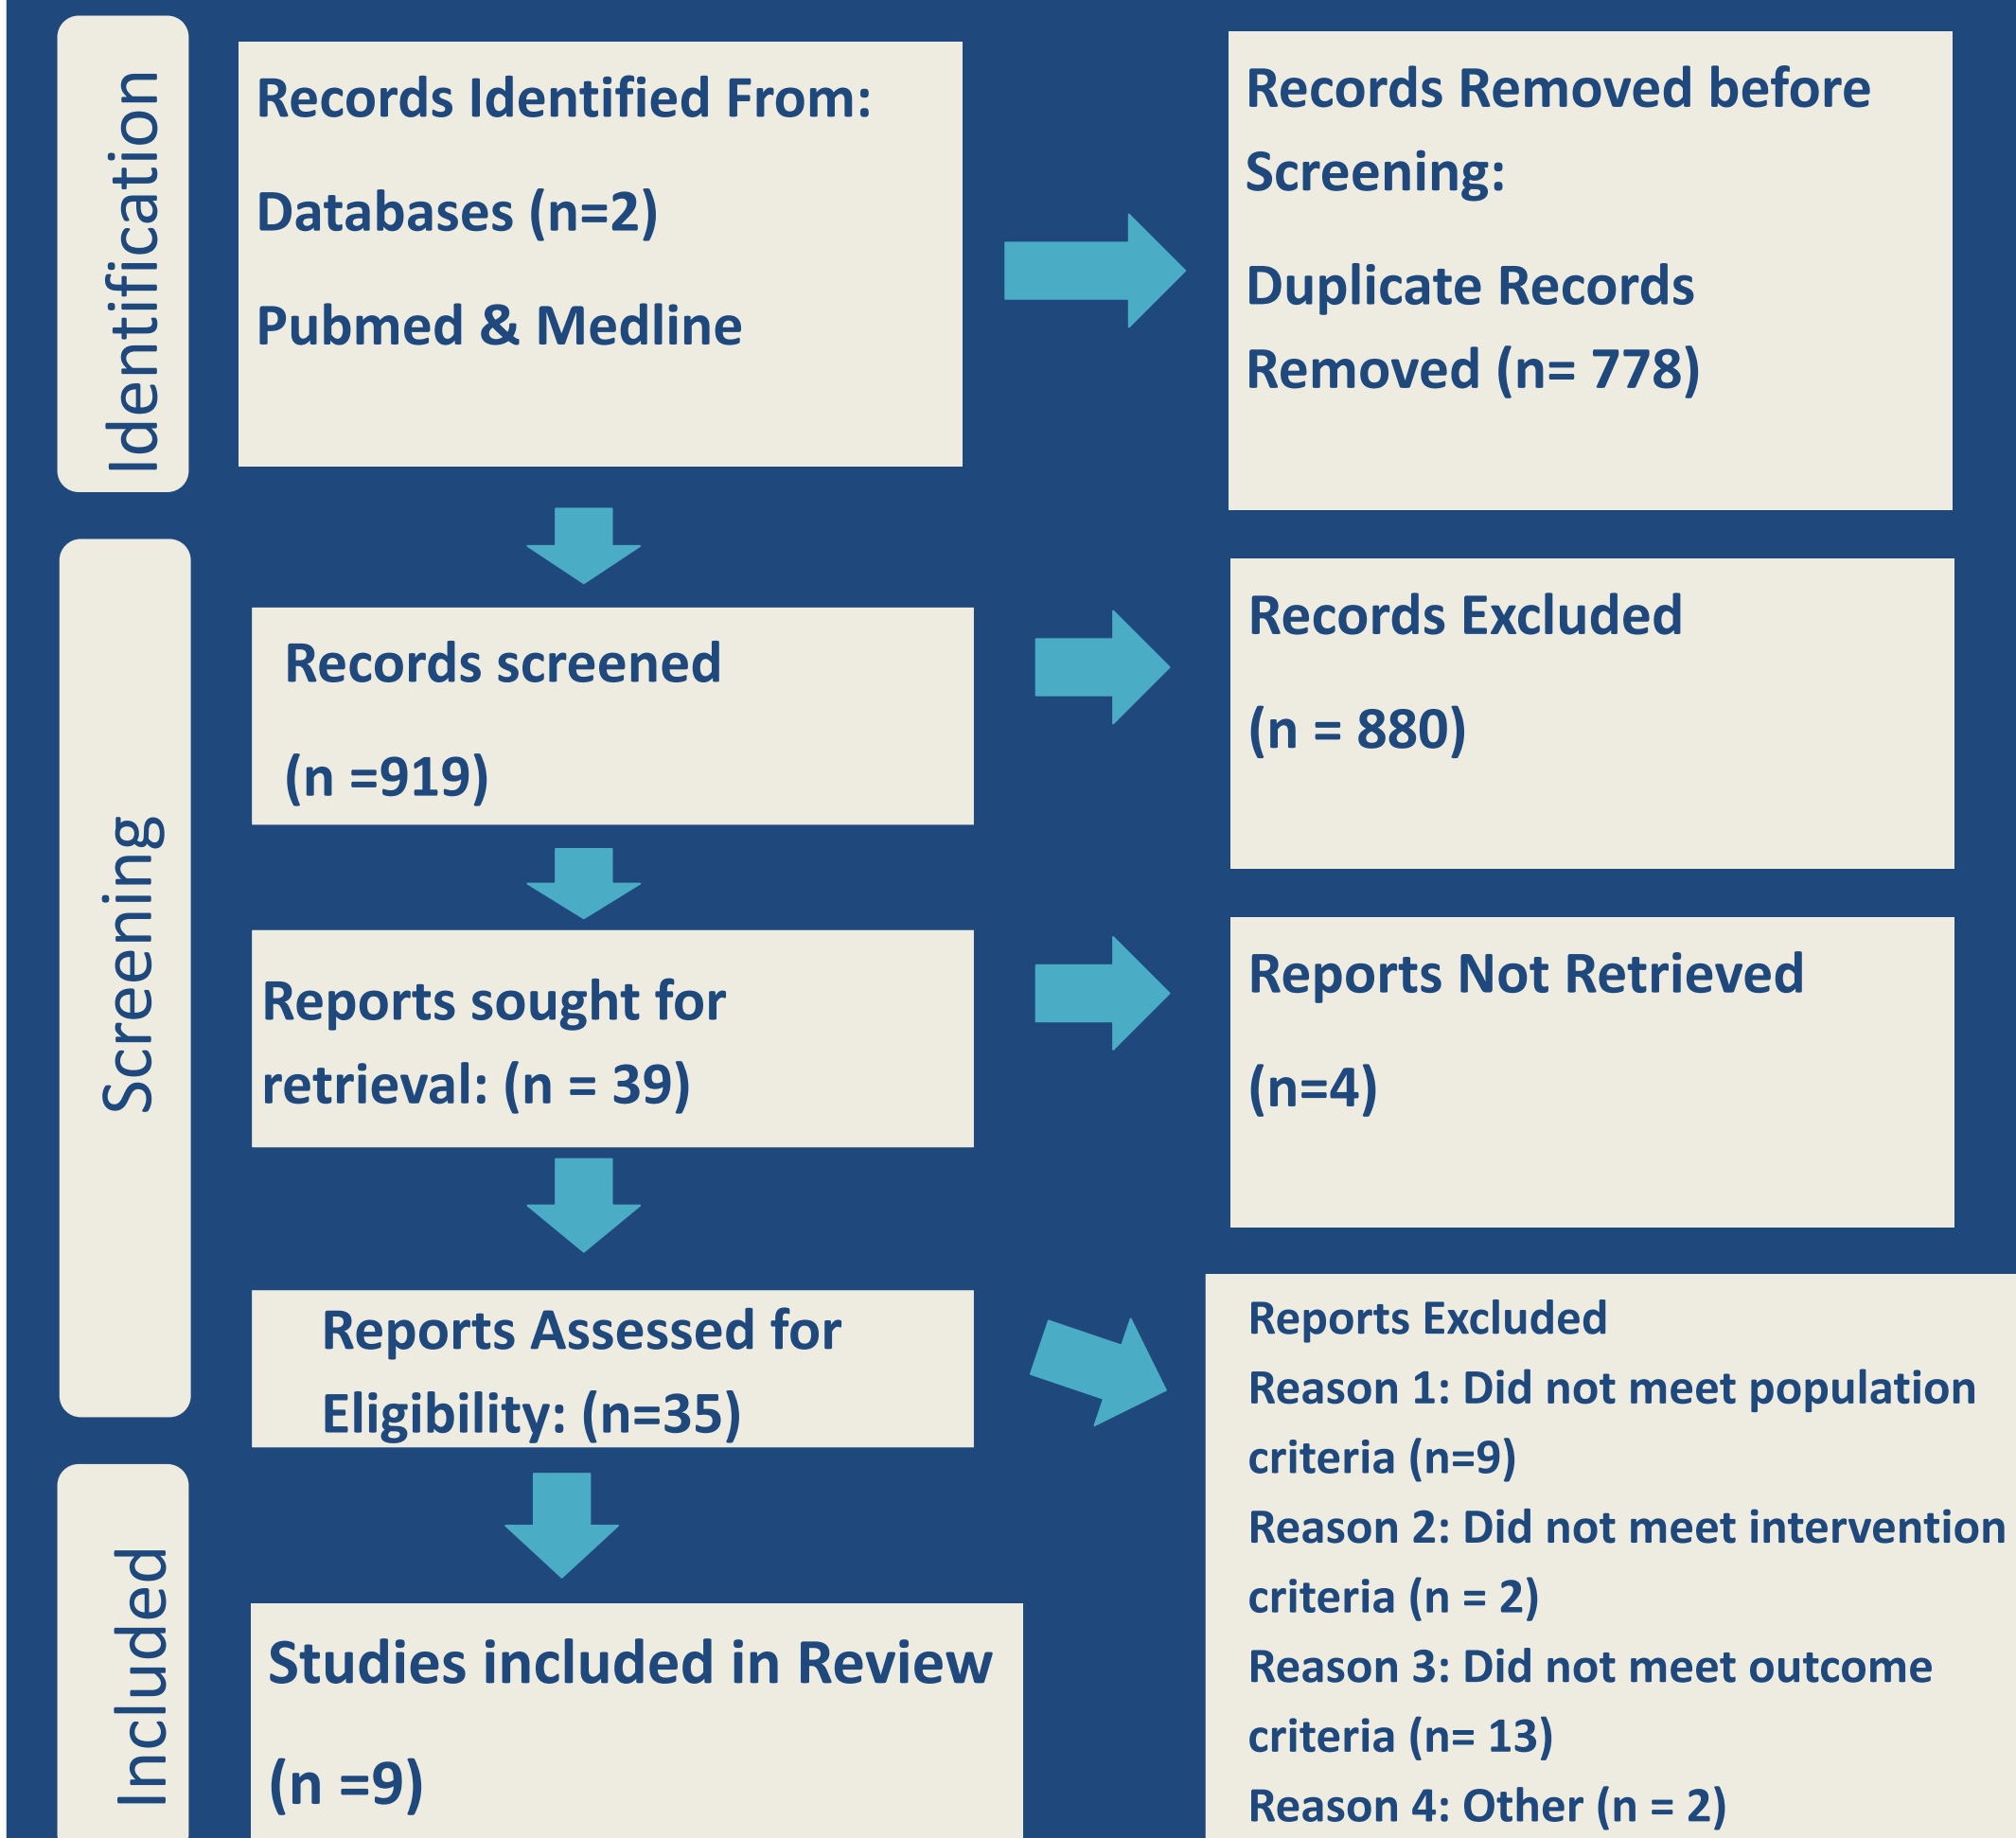 Identification
Records Identified From:
Databases (n=2)
Pubmed & Medline
Records Removed before
Screening:
Duplicate Records
Removed (n= 778)
Screening
Records screened
(n =919)
Records Excluded
(n = 880)
Reports sought for
retrieval: (n = 39)
Reports Not Retrieved
(n=4)
Reports Assessed for
Eligibility: (n=35)
Reports Excluded
Reason 1: Did not meet population
criteria (n=9)
Reason 2: Did not meet intervention
criteria (n = 2)
Reason 3: Did not meet outcome
criteria (n= 13)
Reason 4: Other (n = 2)
Included
Studies included in Review
(n =9)